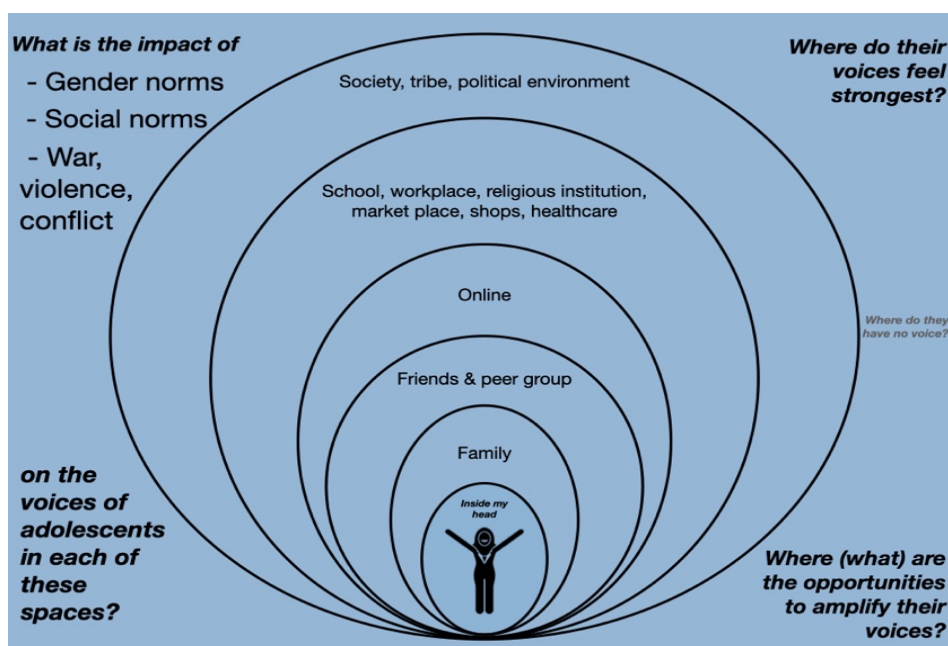 What is the impact of
- Gender norms
- Social norms
- War,
violence,
conflict
on the
voices of
adolescents
in each of
these
spaces?
Society, tribe, political environment
School, workplace, religious institution,
market place, shops, healthcare
Online
Friends & peer group
Family
Inside my
head
Where do their
voices feel
strongest?
Where do they
have no voice?
Where (what) are
the opportunities
to amplify their
voices?